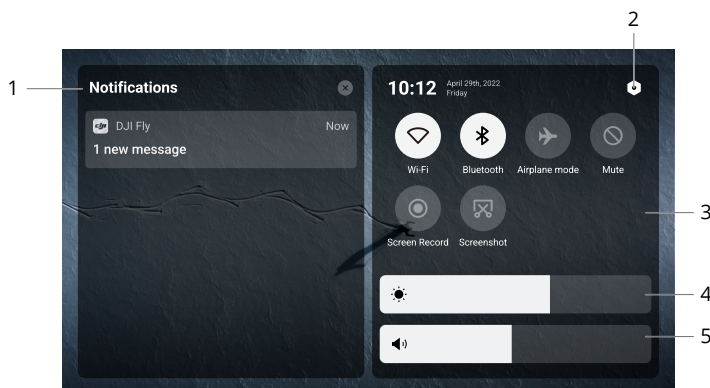 2
1
Notifications
10:12
April 29th, 2022
Friday
dji DJI Fly
Now
1 new message
Wi-Fi
Bluetooth
Airplane mode
Mute
Screen Record
Screenshot
3
4
5